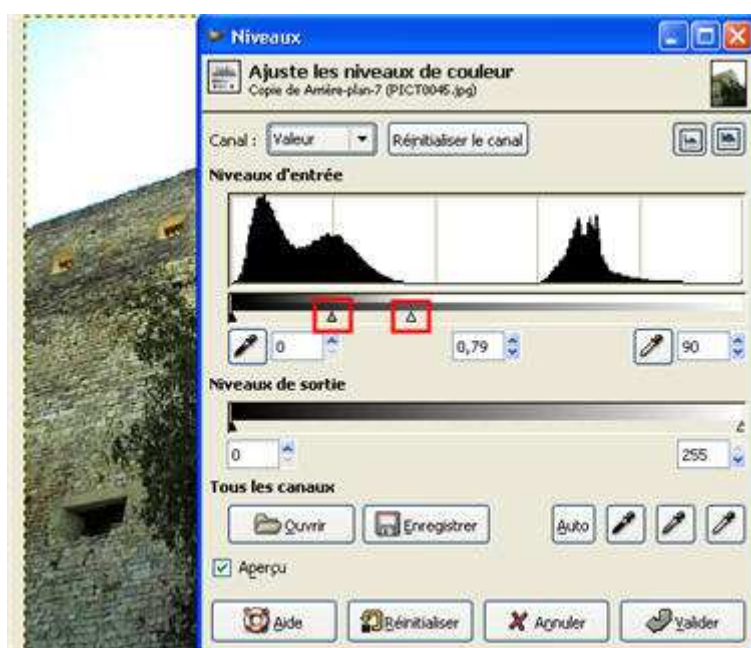 Niveaux
Ajuste les niveaux de couleur
Copie de Arrière-plan-7 (PICT0045.jpg)
Canal : Valeur Réinitialiser le canal
Niveaux d'entrée
0 0,79 90
Niveaux de sortie
0 255
Tous les canaux
Ouvrir Enregistrer Auto
Aperçu
Aide Réinitialiser Annuler Valider